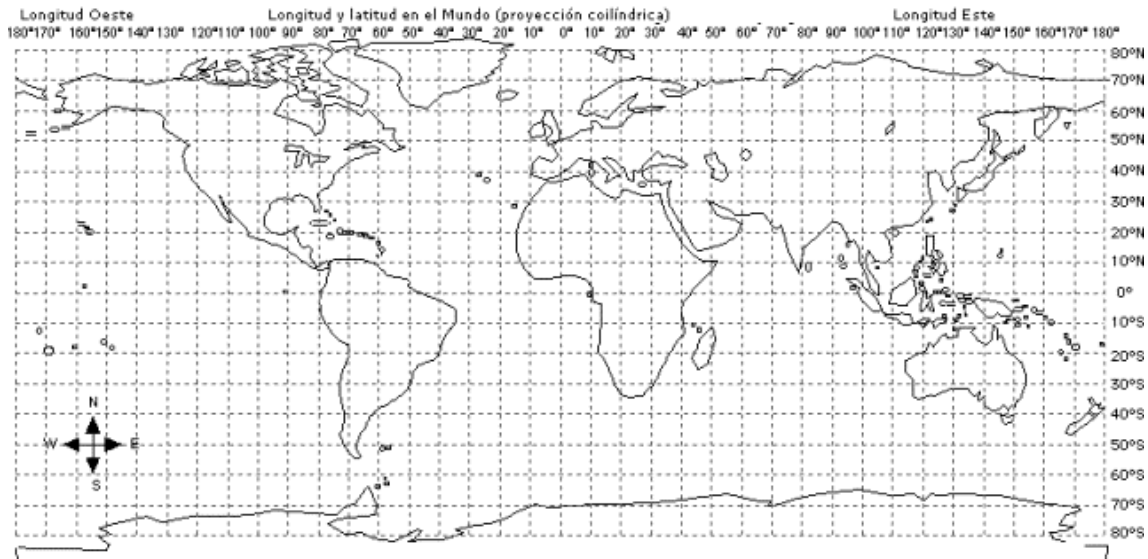 Longitud Oeste Longitud y latitud en el Mundo (proyección coilíndrica) Longitud Este
180° 170° 160° 150° 140° 130° 120° 110° 100° 90° 80° 70° 60° 50° 40° 30° 20° 10° 0° 10° 20° 30° 40° 50° 60° 70° 80° 90° 100° 110° 120° 130° 140° 150° 160° 170° 180°
80°N
70°N
60°N
50°N
40°N
30°N
20°N
10°N
0°
10°S
20°S
30°S
40°S
50°S
60°S
70°S
80°S
N
W E
S